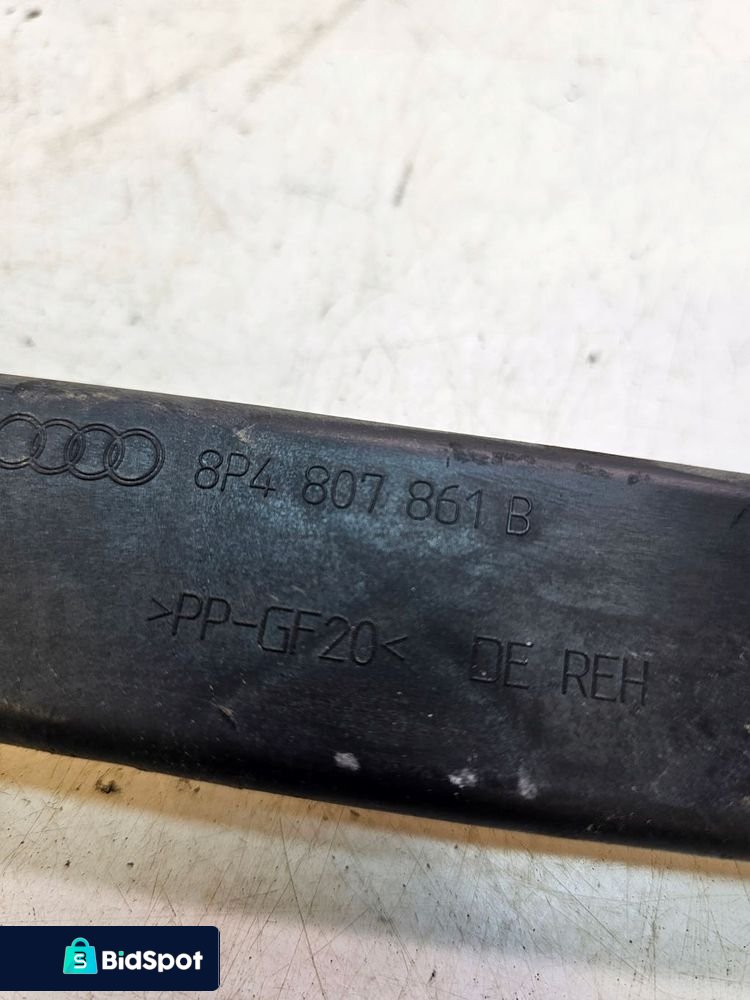 8P4 807 861 B
>PP-GF20< DE REH
BidSpot